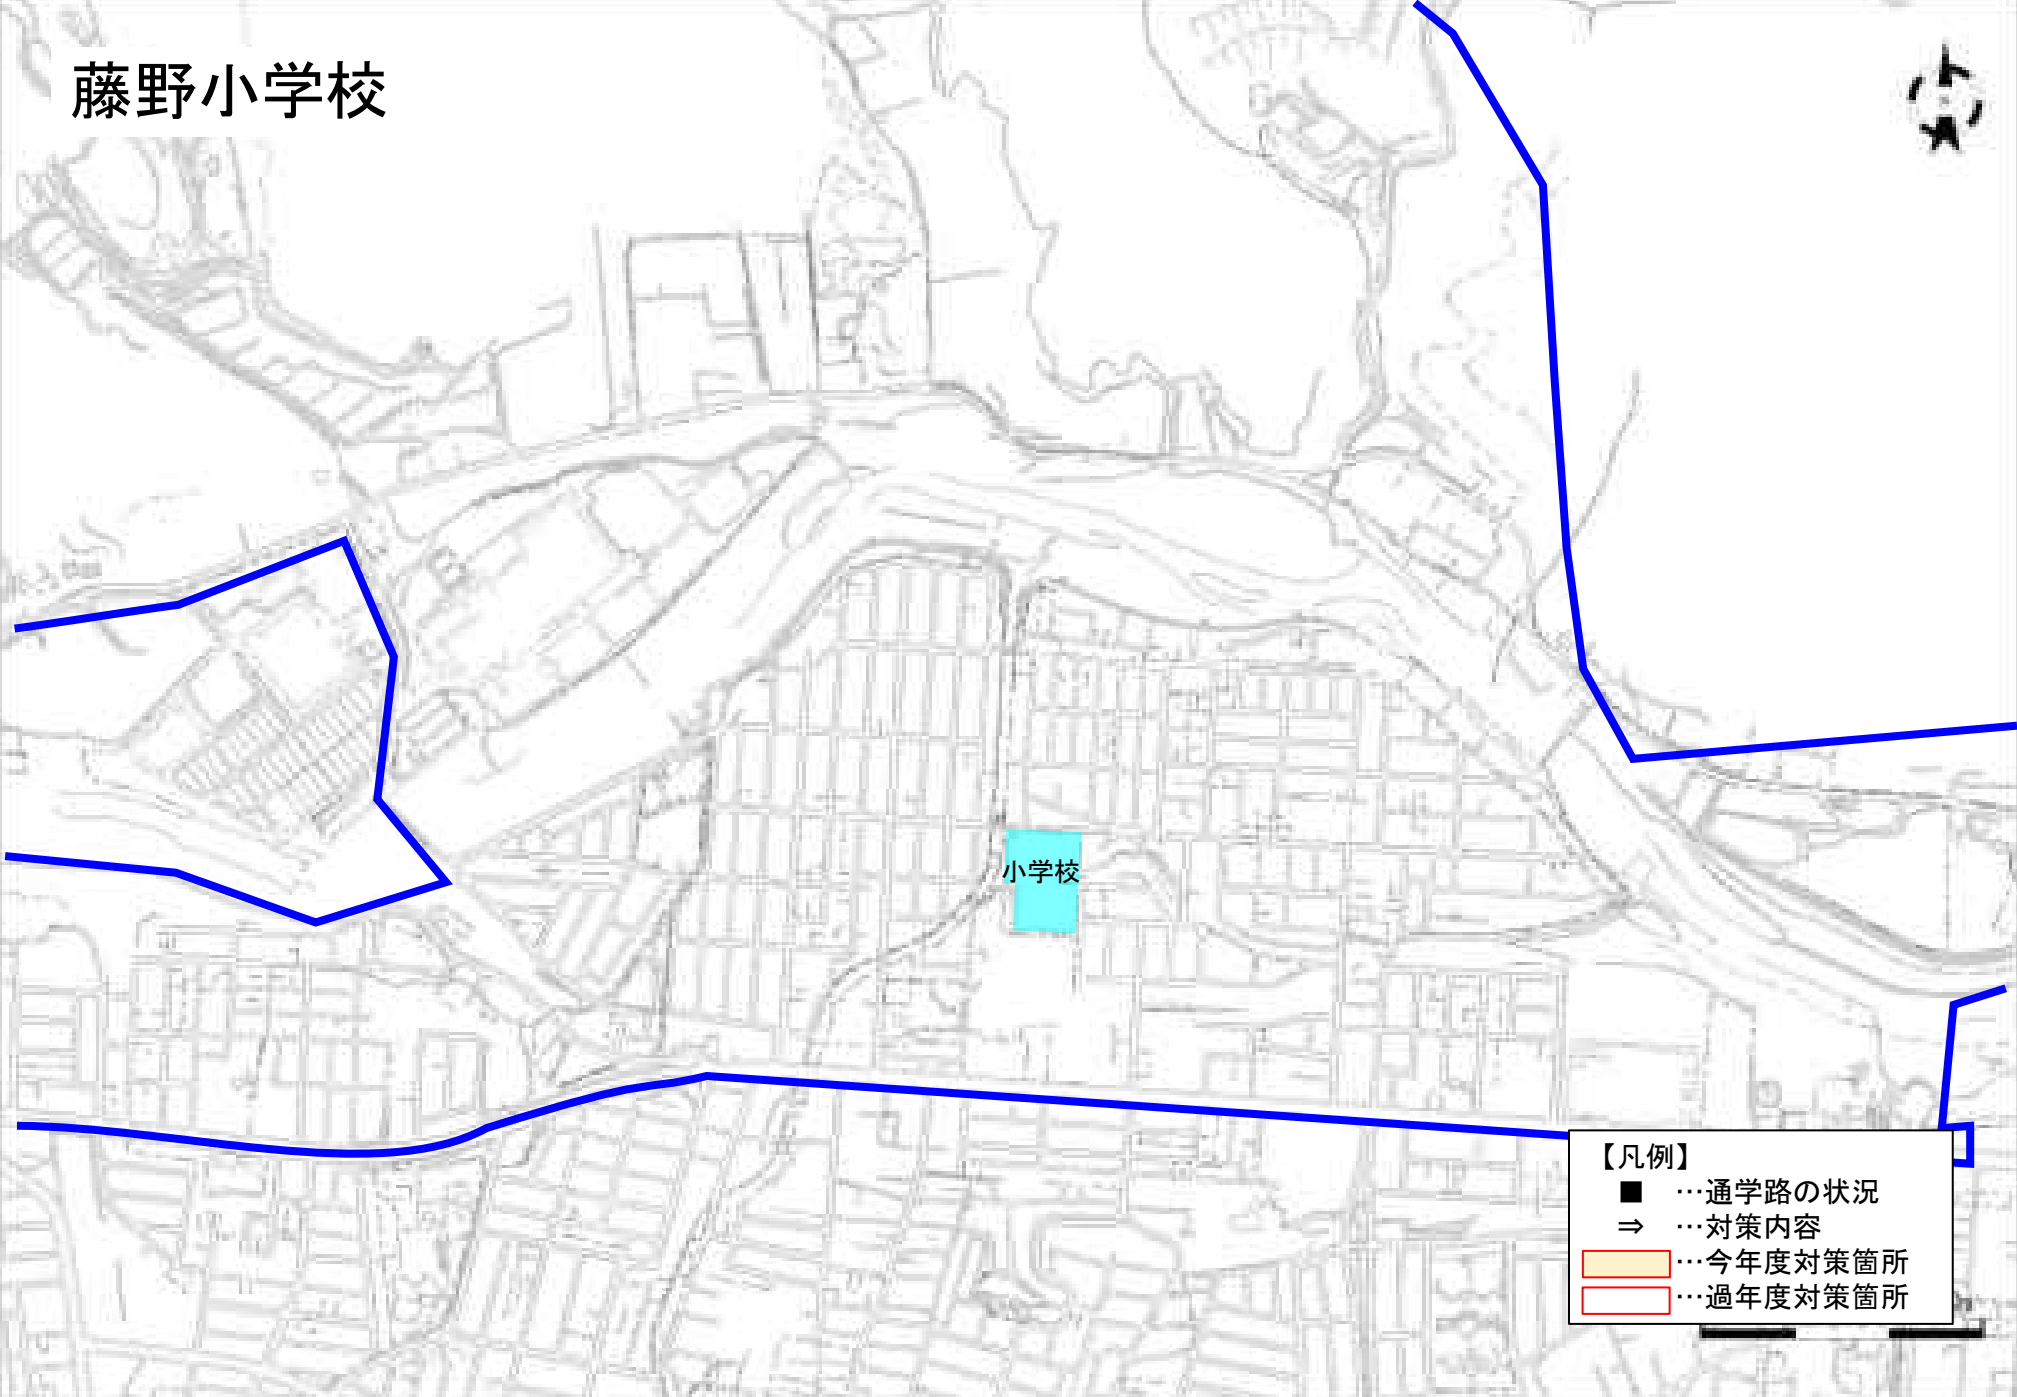 藤野小学校
小学校
【凡例】
■ …通学路の状況
⇒ …対策内容
…今年度対策箇所
…過年度対策箇所